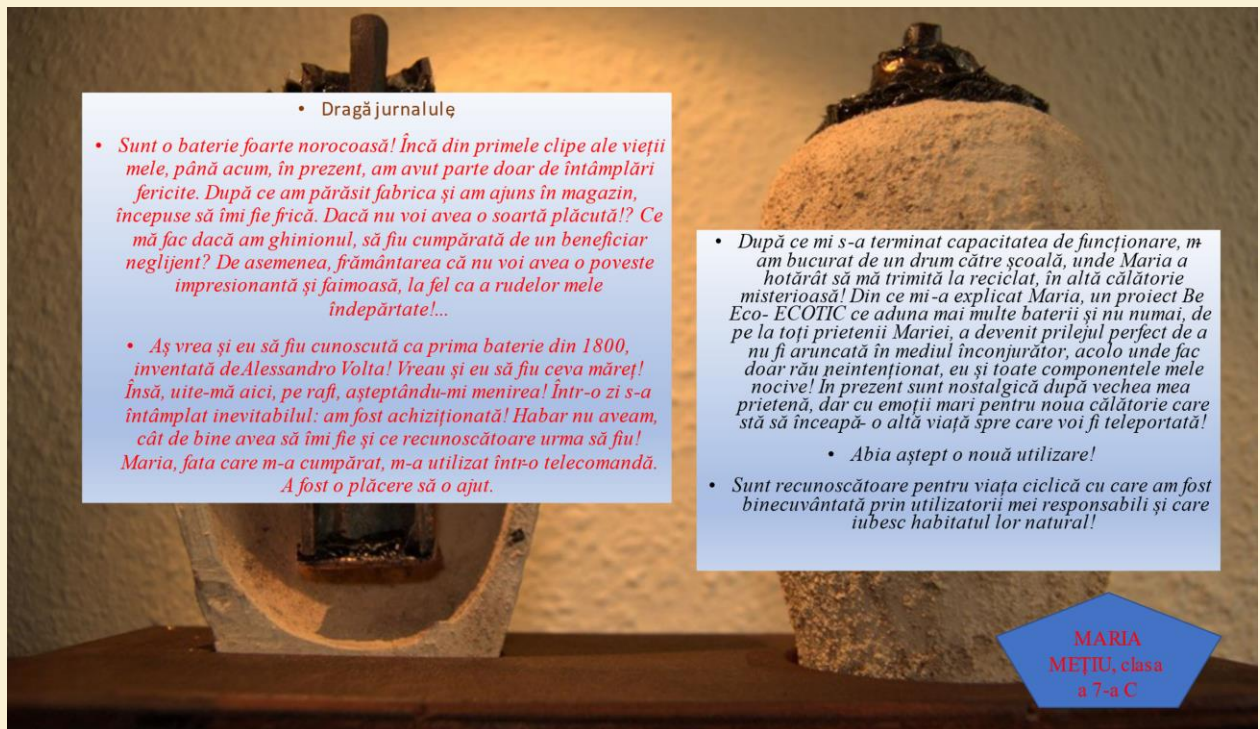 • Dragă jurnalule,
• Sunt o baterie foarte norocoasă! Încă din primele clipe ale vieții
mele, până acum, în prezent, am avut parte doar de întâmplări
fericite. După ce am părăsit fabrica și am ajuns în magazin,
începuse să îmi fie frică. Dacă nu voi avea o soartă plăcută!? Ce
mă fac dacă am ghinionul, să fiu cumpărată de un beneficiar
neglijent? De asemenea, frământarea că nu voi avea o poveste
impresionantă și faimoasă, la fel ca a rudelor mele
îndepărtate!...
• Aș vrea și eu să fiu cunoscută ca prima baterie din 1800,
inventată de Alessandro Volta! Vreau și eu să fiu ceva măreț!
Însă, uite-mă aici, pe raft, așteptându-mi menirea! Într-o zi s-a
întâmplat inevitabilul: am fost achiziționată! Habar nu aveam,
cât de bine avea să îmi fie și ce recunoscătoare urma să fiu!
Maria, fata care m-a cumpărat, m-a utilizat într-o telecomandă.
A fost o plăcere să o ajut.
• După ce mi s-a terminat capacitatea de funcționare, m-
am bucurat de un drum către școală, unde Maria a
hotărât să mă trimită la reciclat, în altă călătorie
misterioasă! Din ce mi-a explicat Maria, un proiect Be
Eco- ECOTIC ce aduna mai multe baterii și nu numai, de
pe la toți prietenii Mariei, a devenit prilejul perfect de a
nu fi aruncată în mediul înconjurător, acolo unde fac
doar rău neintenționat, eu și toate componentele mele
nocive! În prezent sunt nostalgică după vechea mea
prietenă, dar cu emoții mari pentru noua călătorie care
stă să înceapă- o altă viață spre care voi fi teleportată!
• Abia aștept o nouă utilizare!
• Sunt recunoscătoare pentru viața ciclică cu care am fost
binecuvântată prin utilizatorii mei responsabili și care
iubesc habitatul lor natural!
MARIA
MEȚIU, clasa
a 7-a C